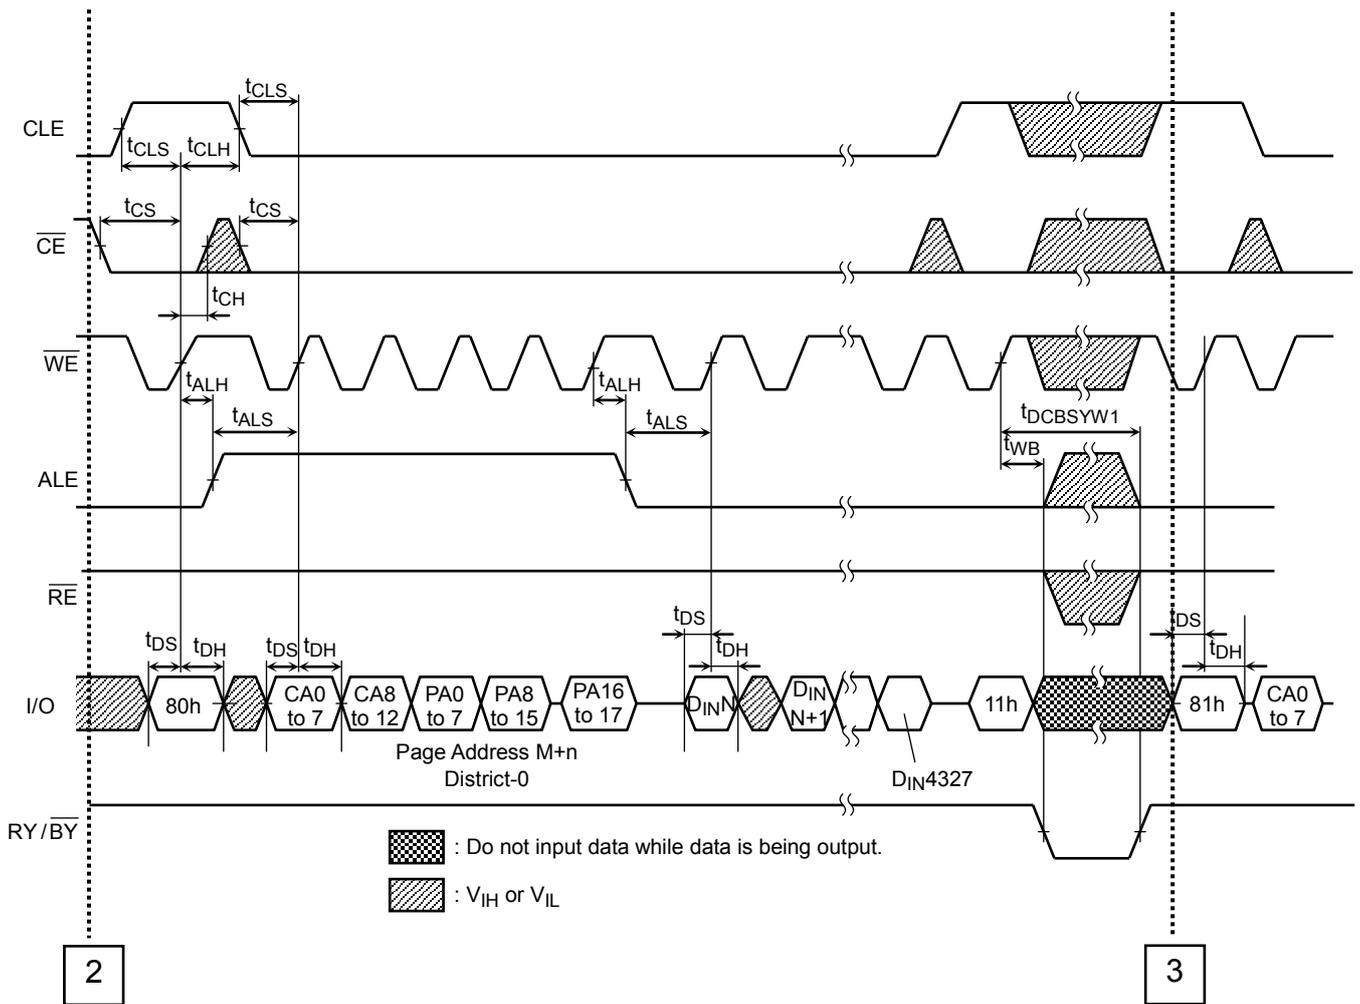 tCLS
CLE
tCLS
tCLH
tCS
tCS
CE
tCH
WE
tALH
tALH
tALS
tALS
tDCBSYW1
tWB
ALE
RE
tDS
tDH
tDS
tDH
tDS
tDH
DS
tDH
I/O
80h
CA0 to 7
CA8 to 12
PA0 to 7
PA8 to 15
PA16 to 17
DINN
DIN N+1
11h
81h
CA0 to 7
Page Address M+n
District-0
DIN4327
RY/BY
: Do not input data while data is being output.
: VIH or VIL
2
3